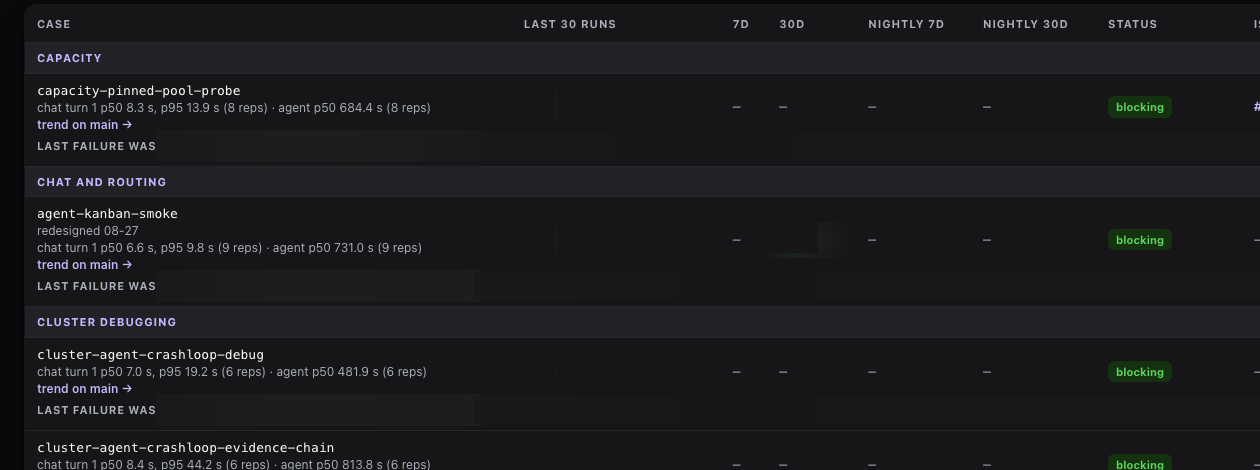 CASE LAST 30 RUNS 7D 30D NIGHTLY 7D NIGHTLY 30D STATUS
CAPACITY
capacity-pinned-pool-probe
chat turn 1 p50 8.3 s, p95 13.9 s (8 reps) · agent p50 684.4 s (8 reps)
— — — — blocking #
trend on main →
LAST FAILURE WAS
CHAT AND ROUTING
agent-kanban-smoke
redesigned 08-27
— — — blocking —
chat turn 1 p50 6.6 s, p95 9.8 s (9 reps) · agent p50 731.0 s (9 reps)
trend on main →
LAST FAILURE WAS
CLUSTER DEBUGGING
cluster-agent-crashloop-debug
chat turn 1 p50 7.0 s, p95 19.2 s (6 reps) · agent p50 481.9 s (6 reps)
— — — — blocking —
trend on main →
LAST FAILURE WAS
cluster-agent-crashloop-evidence-chain
chat turn 1 p50 8.4 s, p95 44.2 s (6 reps) · agent p50 813.8 s (6 reps)
— — — — blocking —